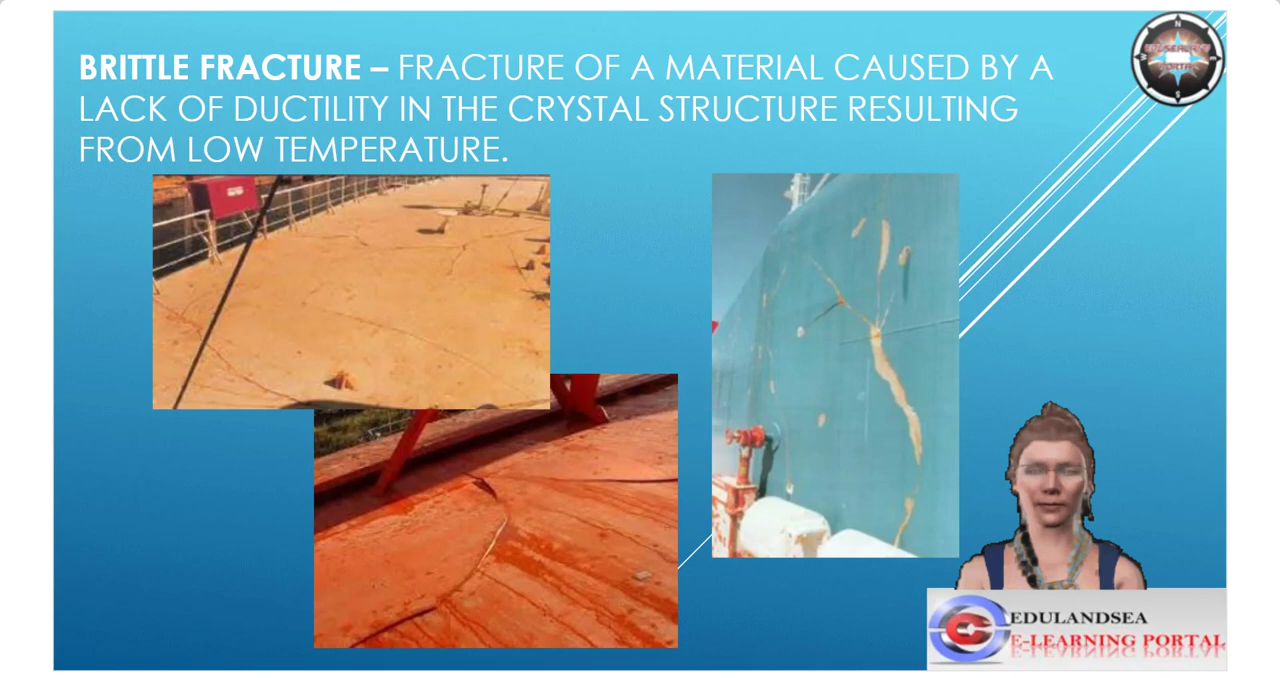 BRITTLE FRACTURE – FRACTURE OF A MATERIAL CAUSED BY A
LACK OF DUCTILITY IN THE CRYSTAL STRUCTURE RESULTING
FROM LOW TEMPERATURE.
N
E
S
PORTAL
EDULANDSEA
E-LEARNING PORTAL